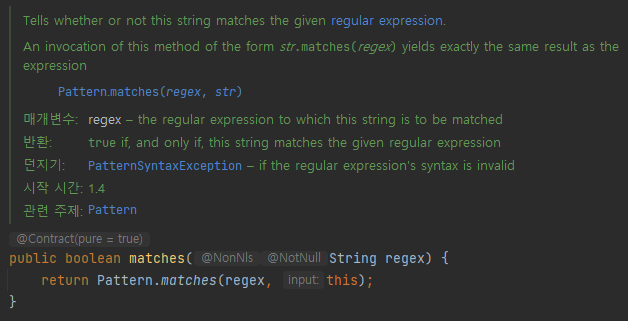 Tells whether or not this string matches the given regular expression.
An invocation of this method of the form str.matches(regex) yields exactly the same result as the
expression
Pattern.matches(regex, str)
매개변수: regex – the regular expression to which this string is to be matched
반환: true if, and only if, this string matches the given regular expression
던지기: PatternSyntaxException – if the regular expression's syntax is invalid
시작 시간: 1.4
관련 주제: Pattern
@Contract(pure = true)
public boolean matches( @NonNls @NotNull String regex) {
return Pattern.matches(regex, input: this);
}